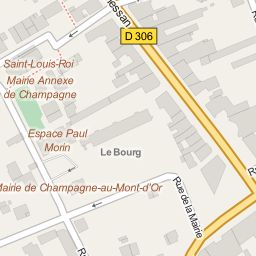 nessan
D 306
Saint-Louis-Roi
Mairie Annexe
de Champagne
Espace Paul
Morin
Le Bourg
Mairie de Champagne-au-Mont-d'Or
Rue de la Mairie